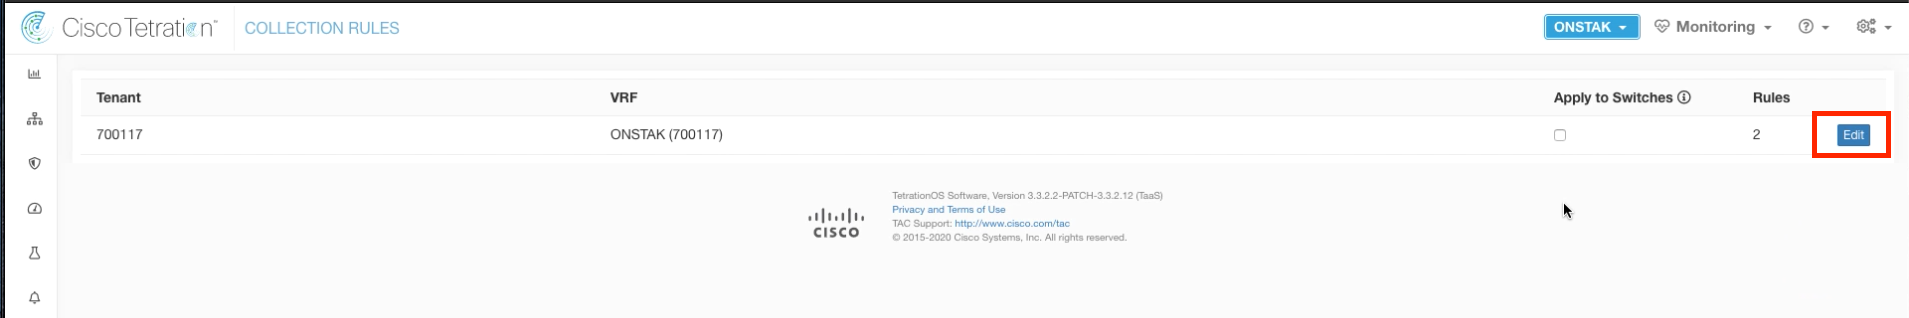 Cisco Tetration™ COLLECTION RULES ONSTAK Monitoring
Tenant VRF Apply to Switches Rules
700117 ONSTAK (700117) 2 Edit
TetrationOS Software, Version 3.3.2.2-PATCH-3.3.2.12 (TaaS)
Privacy and Terms of Use
TAC Support: http://www.cisco.com/tac
© 2015-2020 Cisco Systems, Inc. All rights reserved.
CISCO